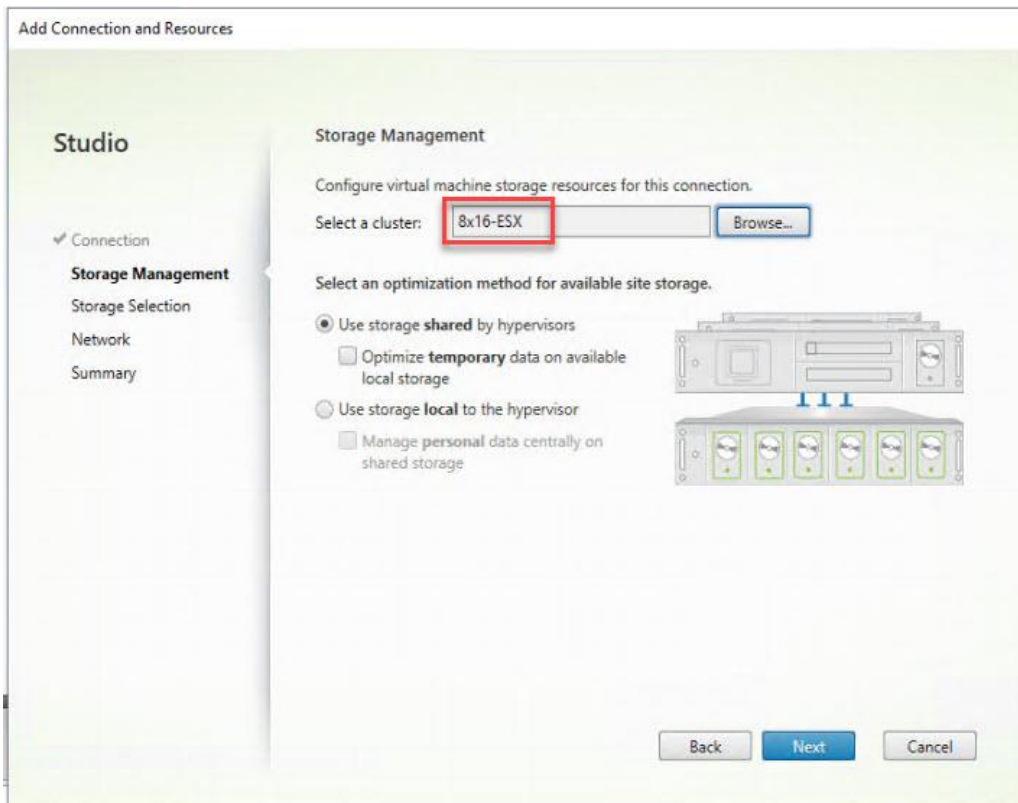 Add Connection and Resources
Studio
Connection
Storage Management
Storage Selection
Network
Summary
Storage Management
Configure virtual machine storage resources for this connection.
Select a cluster: 8x16-ESX Browse...
Select an optimization method for available site storage.
Use storage shared by hypervisors
Optimize temporary data on available
local storage
Use storage local to the hypervisor
Manage personal data centrally on
shared storage
Back Next Cancel